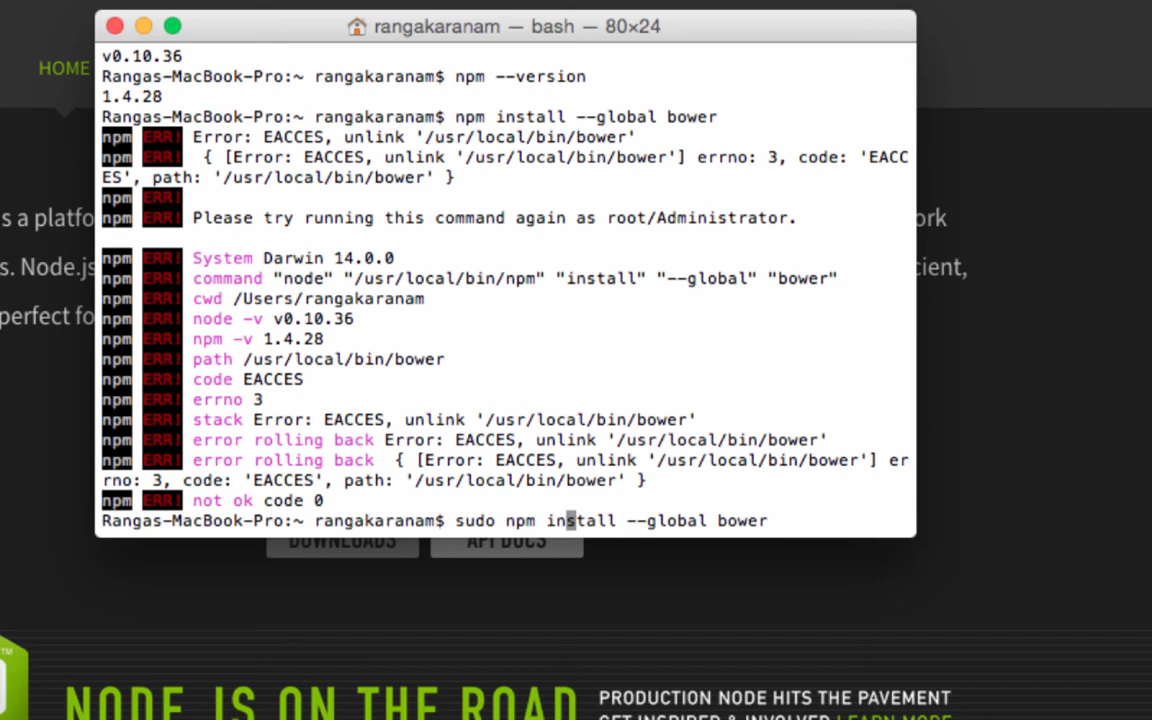 rangakaranam — bash — 80×24
v0.10.36
HOME
Rangas-MacBook-Pro:~ rangakaranam$ npm --version
1.4.28
Rangas-MacBook-Pro:~ rangakaranam$ npm install --global bower
npm ERR! Error: EACCES, unlink '/usr/local/bin/bower'
npm ERR!  { [Error: EACCES, unlink '/usr/local/bin/bower'] errno: 3, code: 'EACC
ES', path: '/usr/local/bin/bower' }
npm ERR!
npm ERR! Please try running this command again as root/Administrator.
s a platfo
ork
npm ERR! System Darwin 14.0.0
s. Node.js
cient,
npm ERR! command "node" "/usr/local/bin/npm" "install" "--global" "bower"
npm ERR! cwd /Users/rangakaranam
perfect fo
npm ERR! node -v v0.10.36
npm ERR! npm -v 1.4.28
npm ERR! path /usr/local/bin/bower
npm ERR! code EACCES
npm ERR! errno 3
npm ERR! stack Error: EACCES, unlink '/usr/local/bin/bower'
npm ERR! error rolling back Error: EACCES, unlink '/usr/local/bin/bower'
npm ERR! error rolling back  { [Error: EACCES, unlink '/usr/local/bin/bower'] er
rno: 3, code: 'EACCES', path: '/usr/local/bin/bower' }
npm ERR! not ok code 0
Rangas-MacBook-Pro:~ rangakaranam$ sudo npm install --global bower
DOWNLOADS
API DOCS
TM
NODE.JS ON THE ROAD
PRODUCTION NODE HITS THE PAVEMENT
GET INSPIRED & INVOLVED LEARN MORE